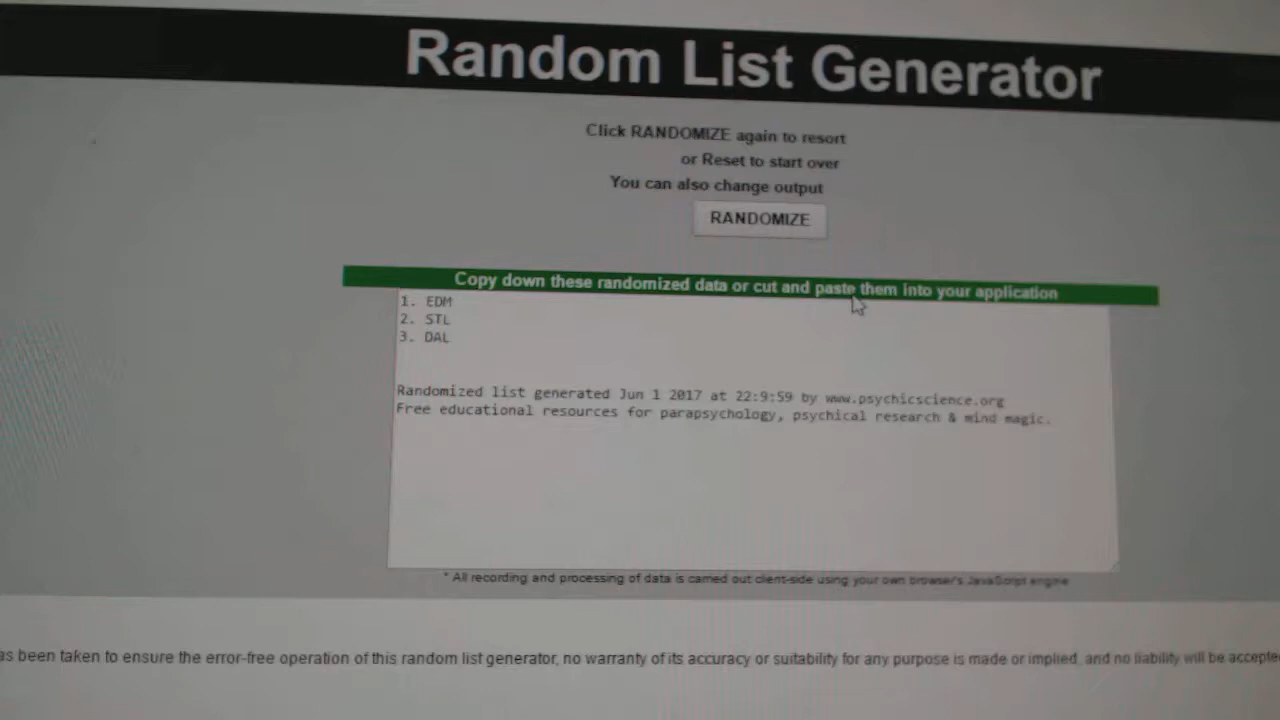 Random List Generator
Click RANDOMIZE again to resort
or Reset to start over
You can also change output
RANDOMIZE
Copy down these randomized data or cut and paste them into your application
1. EDM
2. STL
3. DAL
Randomized list generated Jun 1 2017 at 22:9:59 by www.psychicscience.org
Free educational resources for parapsychology, psychical research & mind magic.
* All recording and processing of data is carried out client-side using your own browser's JavaScript engine
as been taken to ensure the error-free operation of this random list generator, no warranty of its accuracy or suitability for any purpose is made or implied, and no liability will be accepte